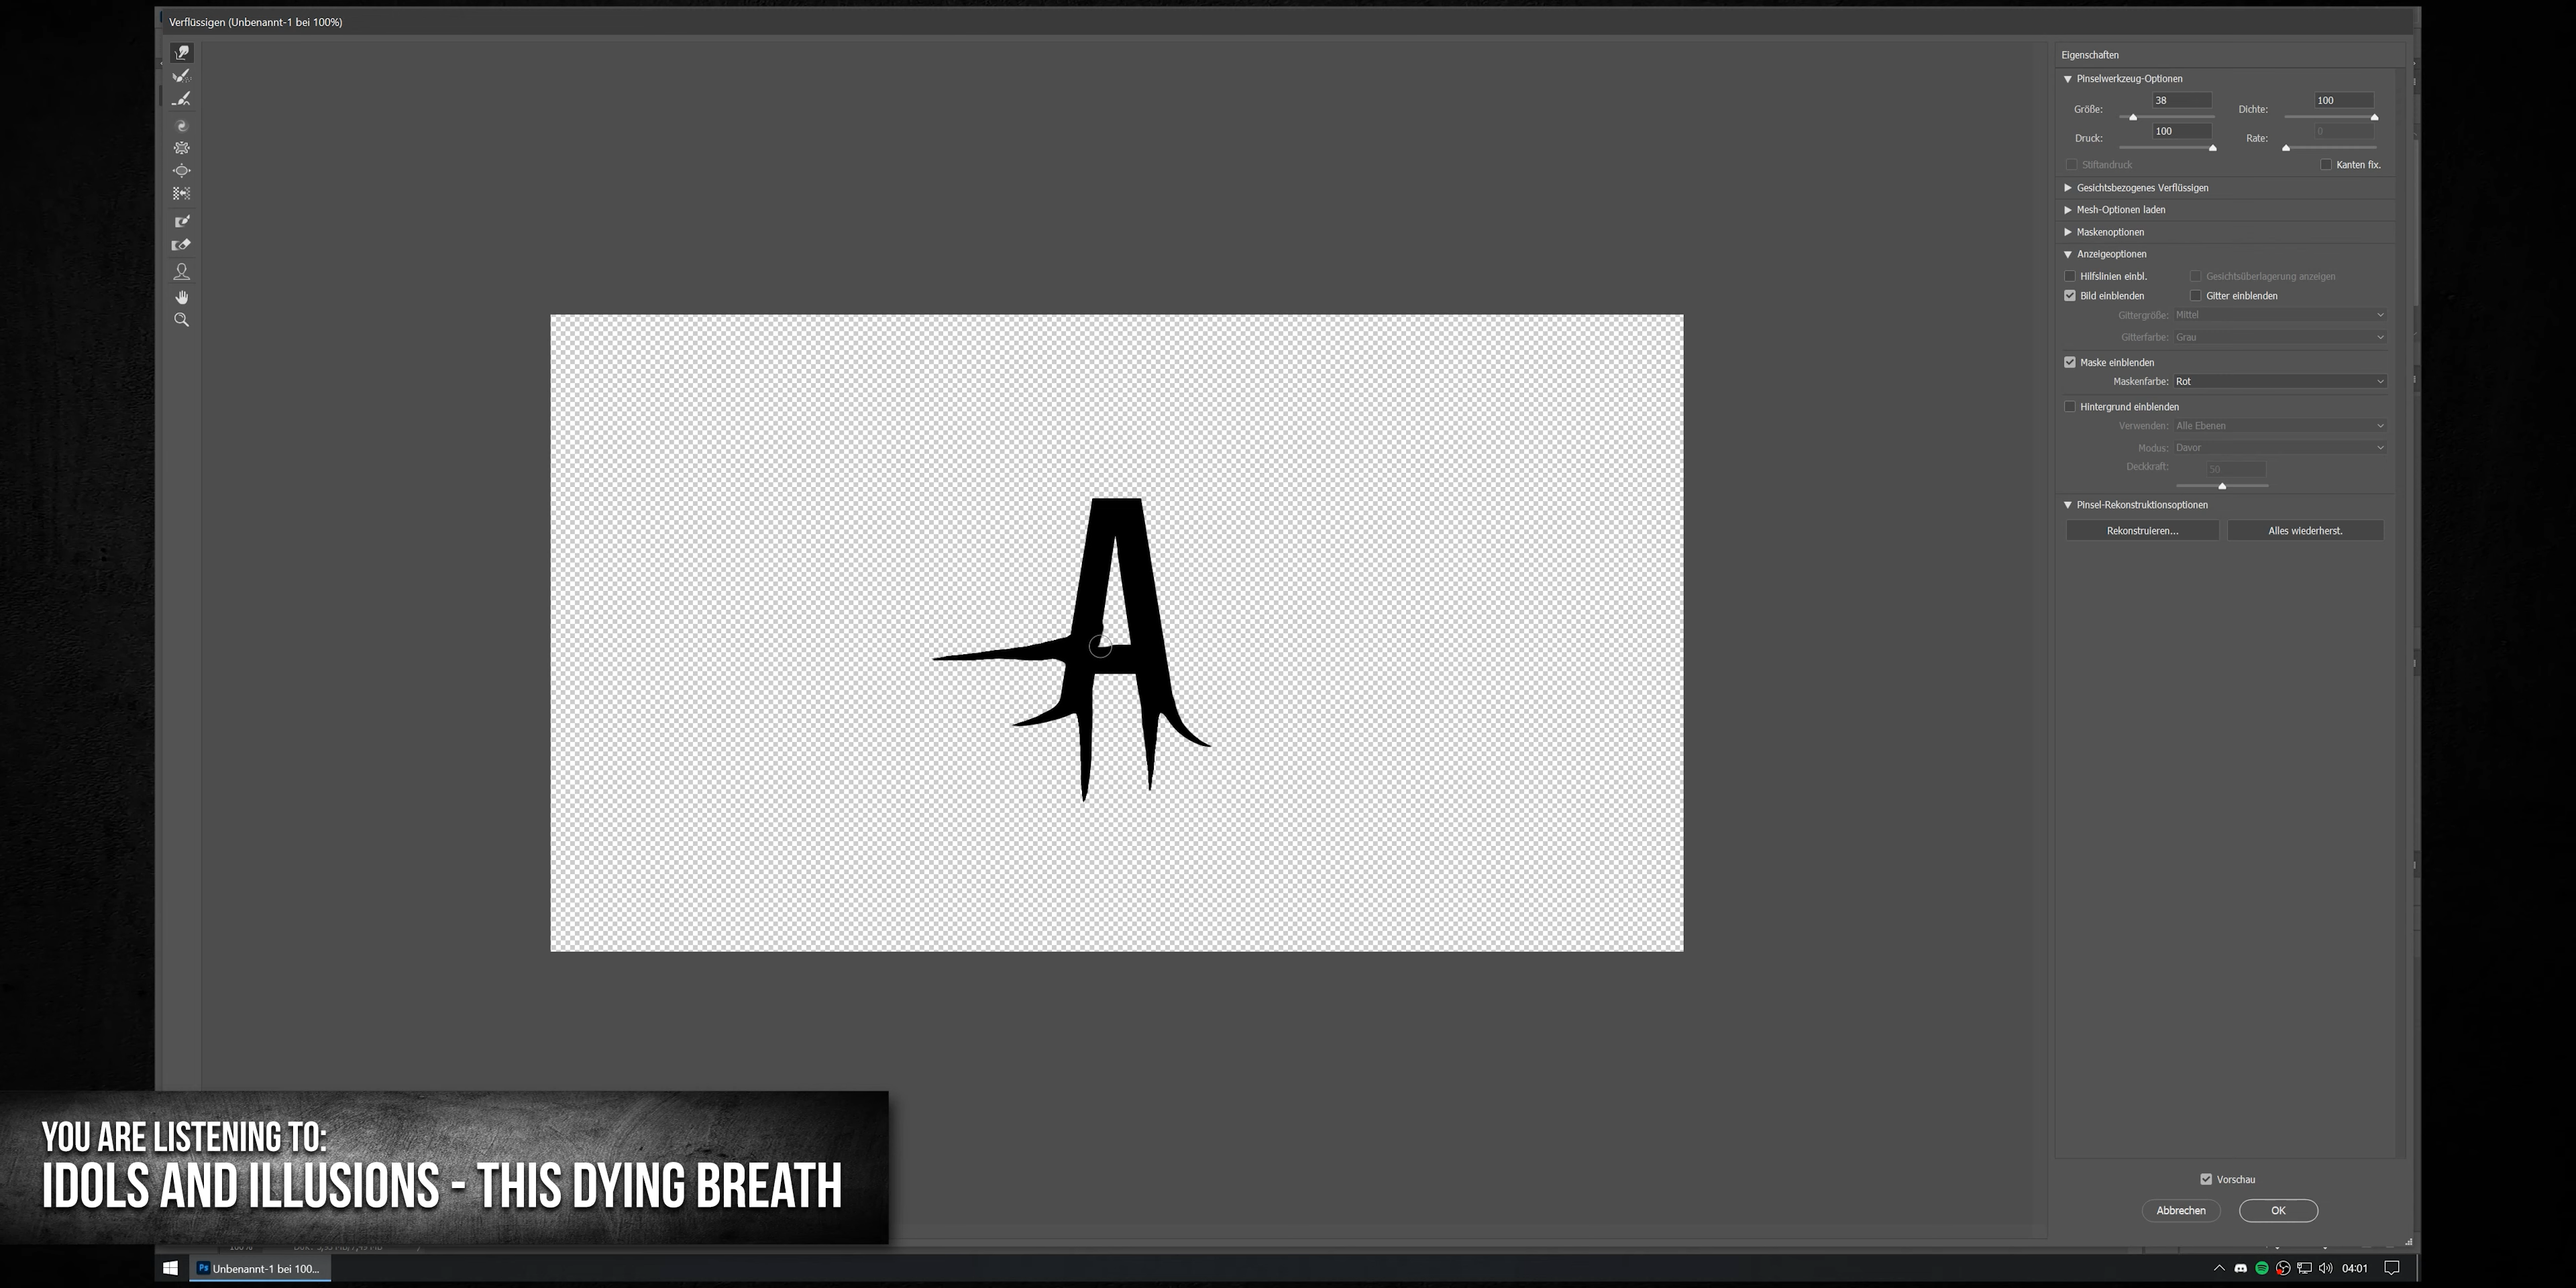 Verflüssigen (Unbenannt-1 bei 100%)
Eigenschaften
Pinselwerkzeug-Optionen
Größe: 38 Dichte: 100
Druck: 100 Rate: 0
Stiftandruck Kanten fix.
Gesichtsbezogenes Verflüssigen
Mesh-Optionen laden
Maskenoptionen
Anzeigeoptionen
Hilfslinien einbl. Gesichtsüberlagerung anzeigen
Bild einblenden Gitter einblenden
Gittergröße: Mittel
Gitterfarbe: Grau
Maske einblenden
Maskenfarbe: Rot
Hintergrund einblenden
Verwenden: Alle Ebenen
Modus: Davor
Deckkraft: 50
Pinsel-Rekonstruktionsoptionen
Rekonstruieren... Alles wiederherst.
A
YOU ARE LISTENING TO:
IDOLS AND ILLUSIONS - THIS DYING BREATH
Vorschau
Abbrechen OK
Ps Unbenannt-1 bei 100... 04:01